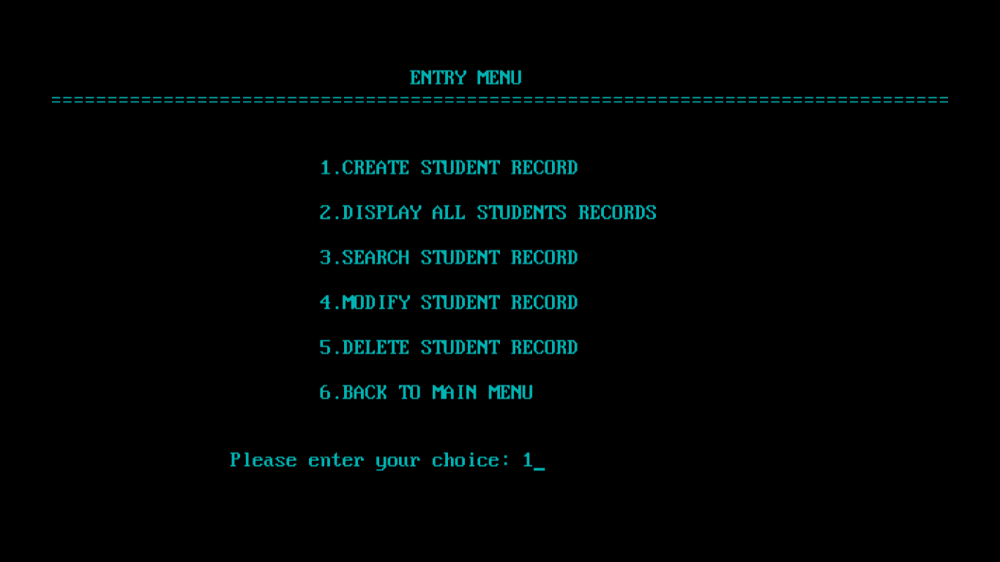 ENTRY MENU
================================================================================
1.CREATE STUDENT RECORD
2.DISPLAY ALL STUDENTS RECORDS
3.SEARCH STUDENT RECORD
4.MODIFY STUDENT RECORD
5.DELETE STUDENT RECORD
6.BACK TO MAIN MENU
Please enter your choice: 1_